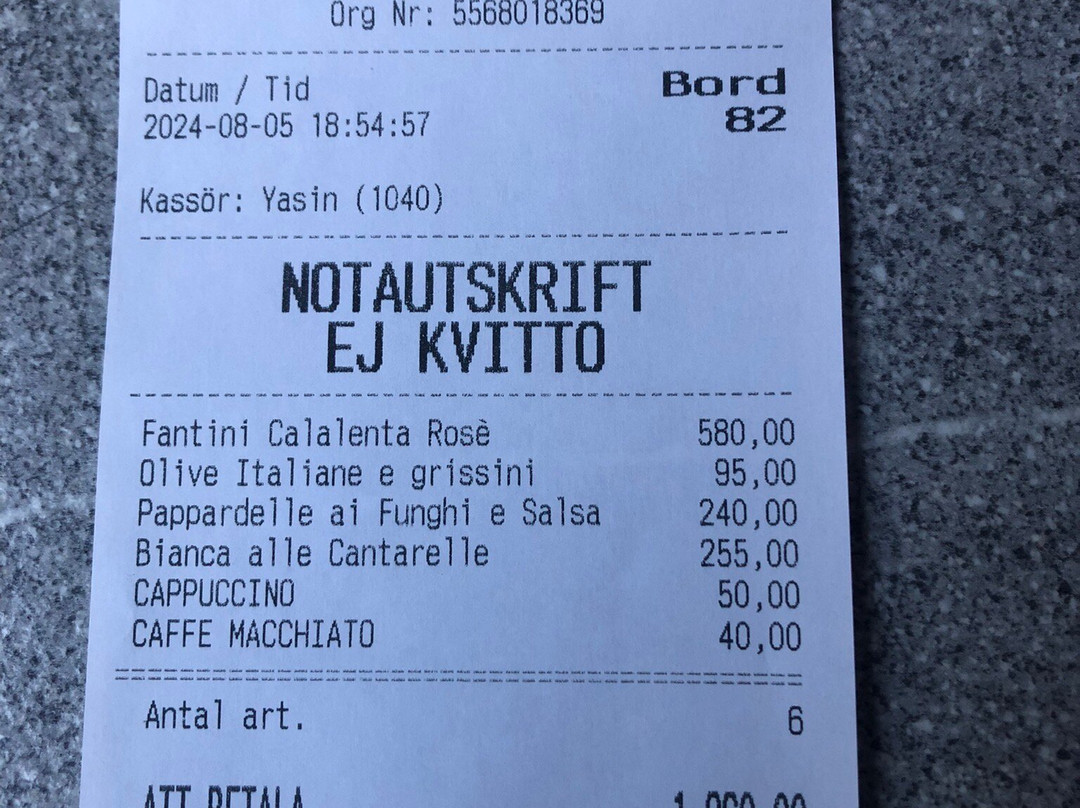 Org Nr: 5568018369
Datum / Tid
Bord
2024-08-05 18:54:57
82
Kassör: Yasin (1040)
NOTAUTSKRIFT
EJ KVITTO
Fantini Calalenta Rosè 580,00
Olive Italiane e grissini 95,00
Pappardelle ai Funghi e Salsa 240,00
Bianca alle Cantarelle 255,00
CAPPUCCINO 50,00
CAFFE MACCHIATO 40,00
Antal art. 6
ATT BETALA